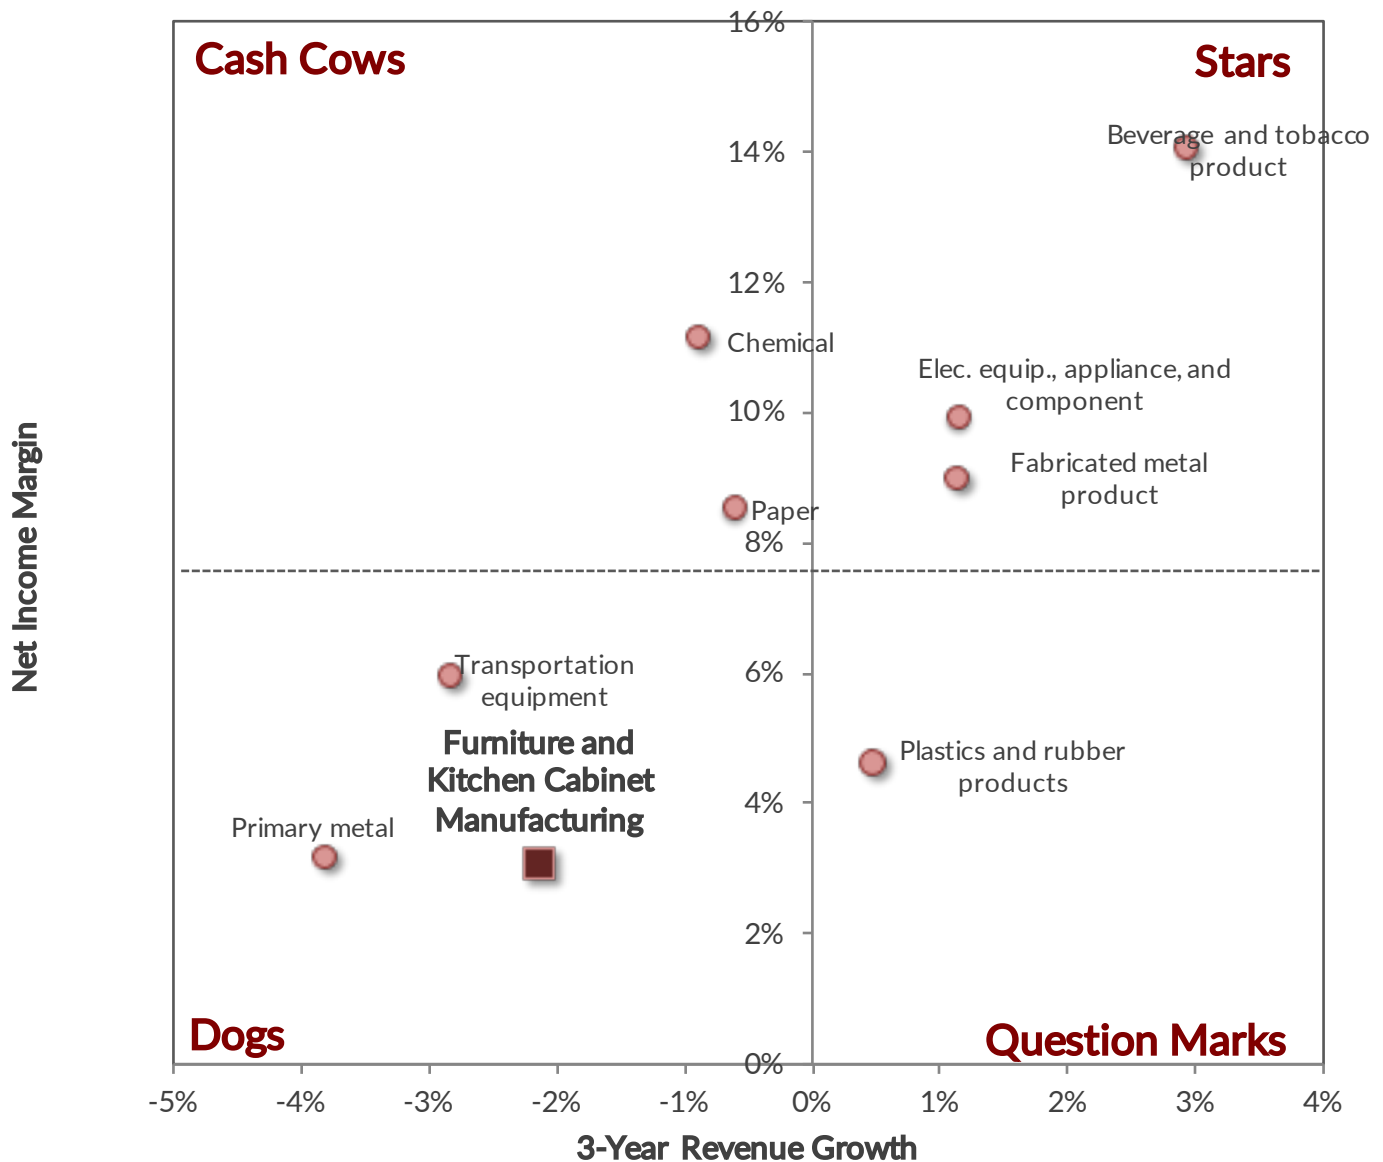 16%
Cash Cows
Stars
Beverage and tobacco
product
14%
12%
Chemical
Elec. equip., appliance, and
component
10%
Fabricated metal
product
Paper
8%
Net Income Margin
Transportation
equipment
6%
Furniture and
Kitchen Cabinet
Manufacturing
Plastics and rubber
products
4%
Primary metal
2%
Dogs
Question Marks
0%
-5%
-4%
-3%
-2%
-1%
0%
1%
2%
3%
4%
3-Year Revenue Growth